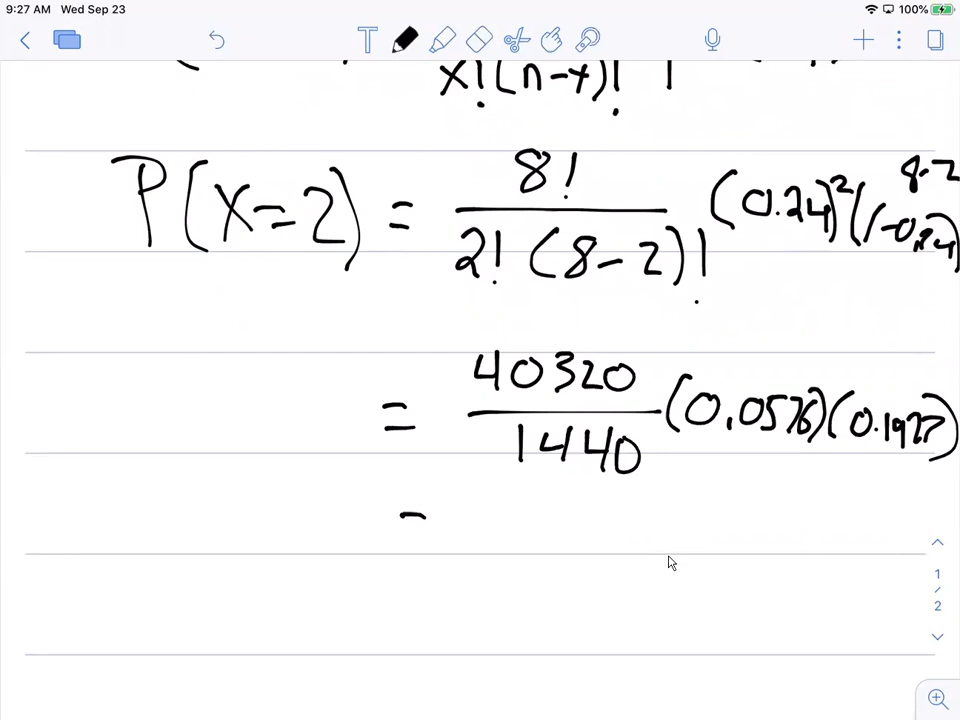 9:27 AM Wed Sep 23 100%
T
x!(n-x)!
P(X=2) = 8! / 2!(8-2)! (0.24)² (1-0.24)⁸⁻²
= 40320 / 1440 (0.0576)(0.1927)
-
1
/
2